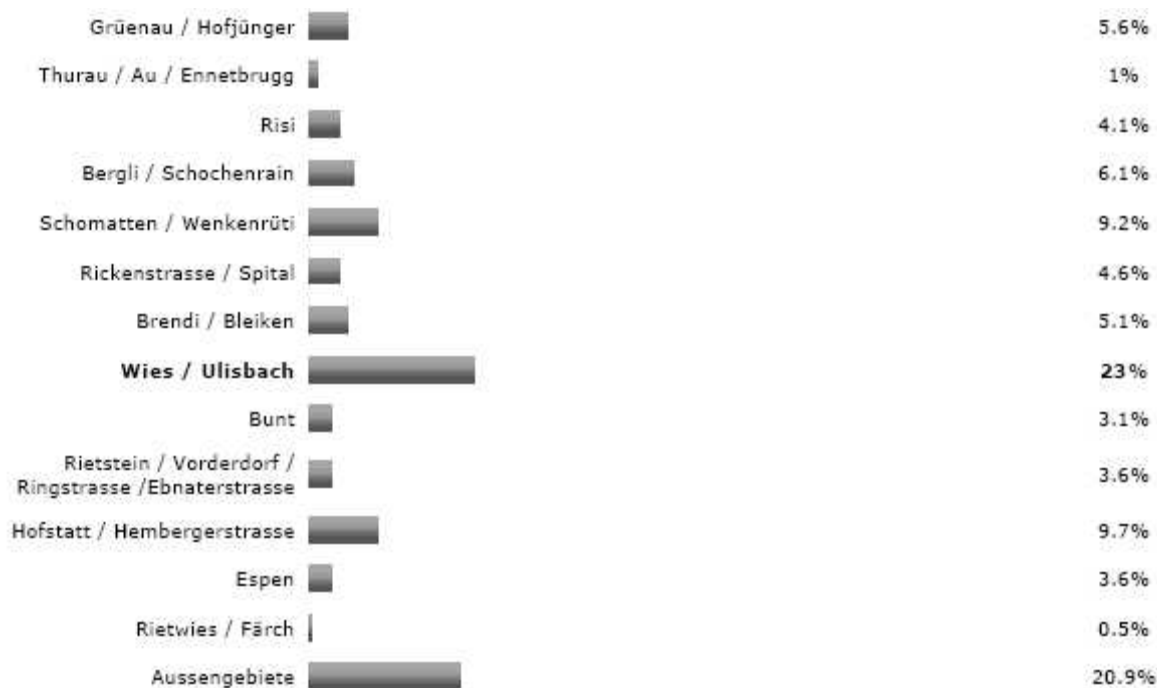 Grüenau / Hofjünger 5.6%
Thurau / Au / Ennetbrugg 1%
Risi 4.1%
Bergli / Schochenrain 6.1%
Schomatten / Wenkenrüti 9.2%
Rickenstrasse / Spital 4.6%
Brendi / Bleiken 5.1%
Wies / Ulisbach 23%
Bunt 3.1%
Rietstein / Vorderdorf /
Ringstrasse /Ebnaterstrasse 3.6%
Hofstatt / Hembergerstrasse 9.7%
Espen 3.6%
Rietwies / Färch 0.5%
Aussengebiete 20.9%